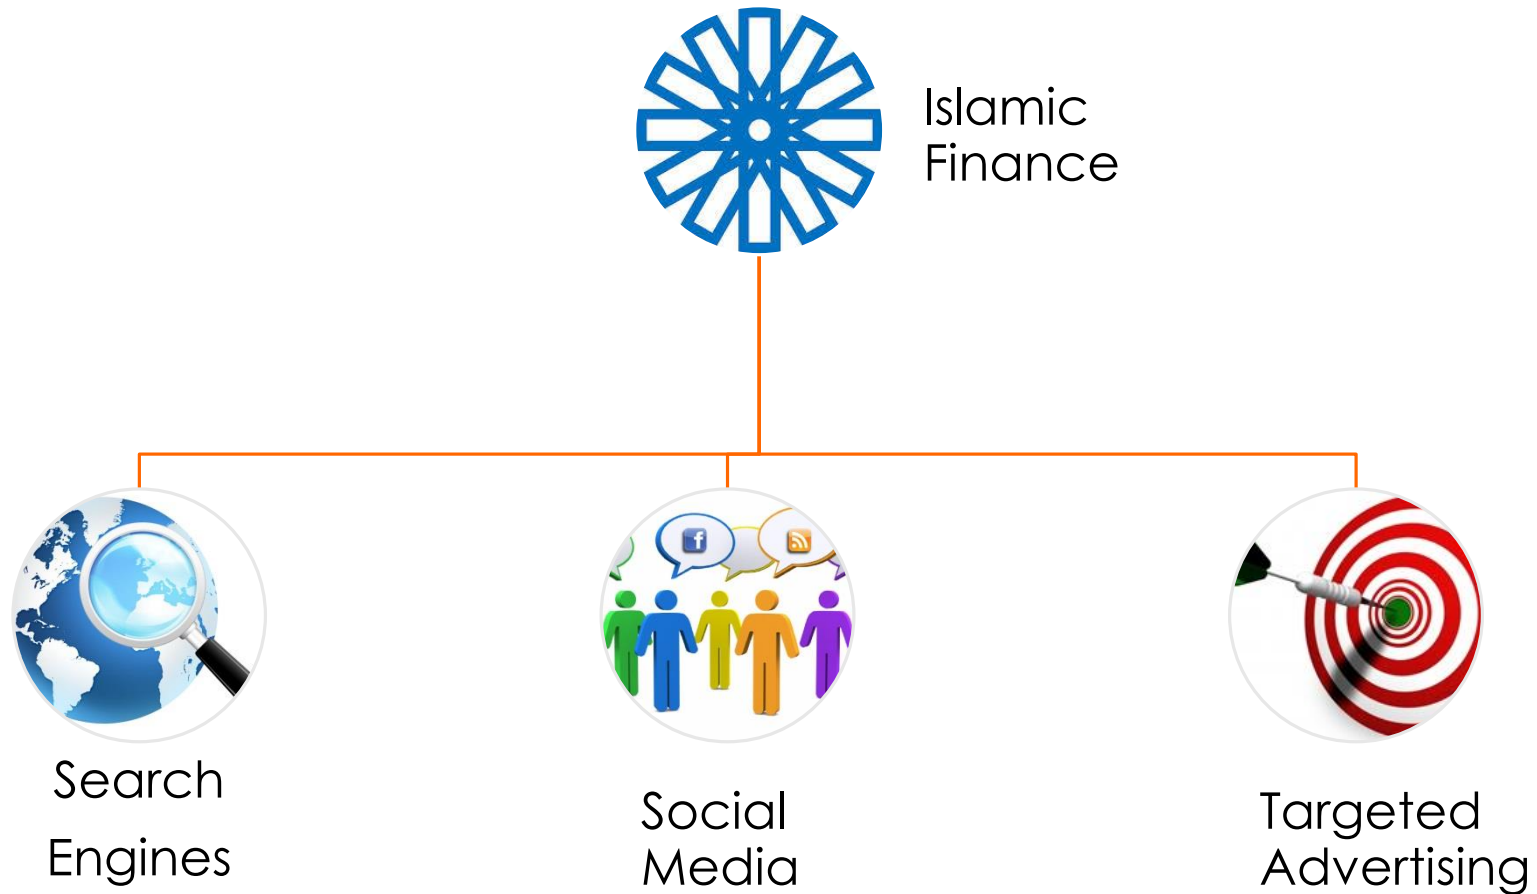 Islamic
Finance
f
Search
Engines
Social
Media
Targeted
Advertising